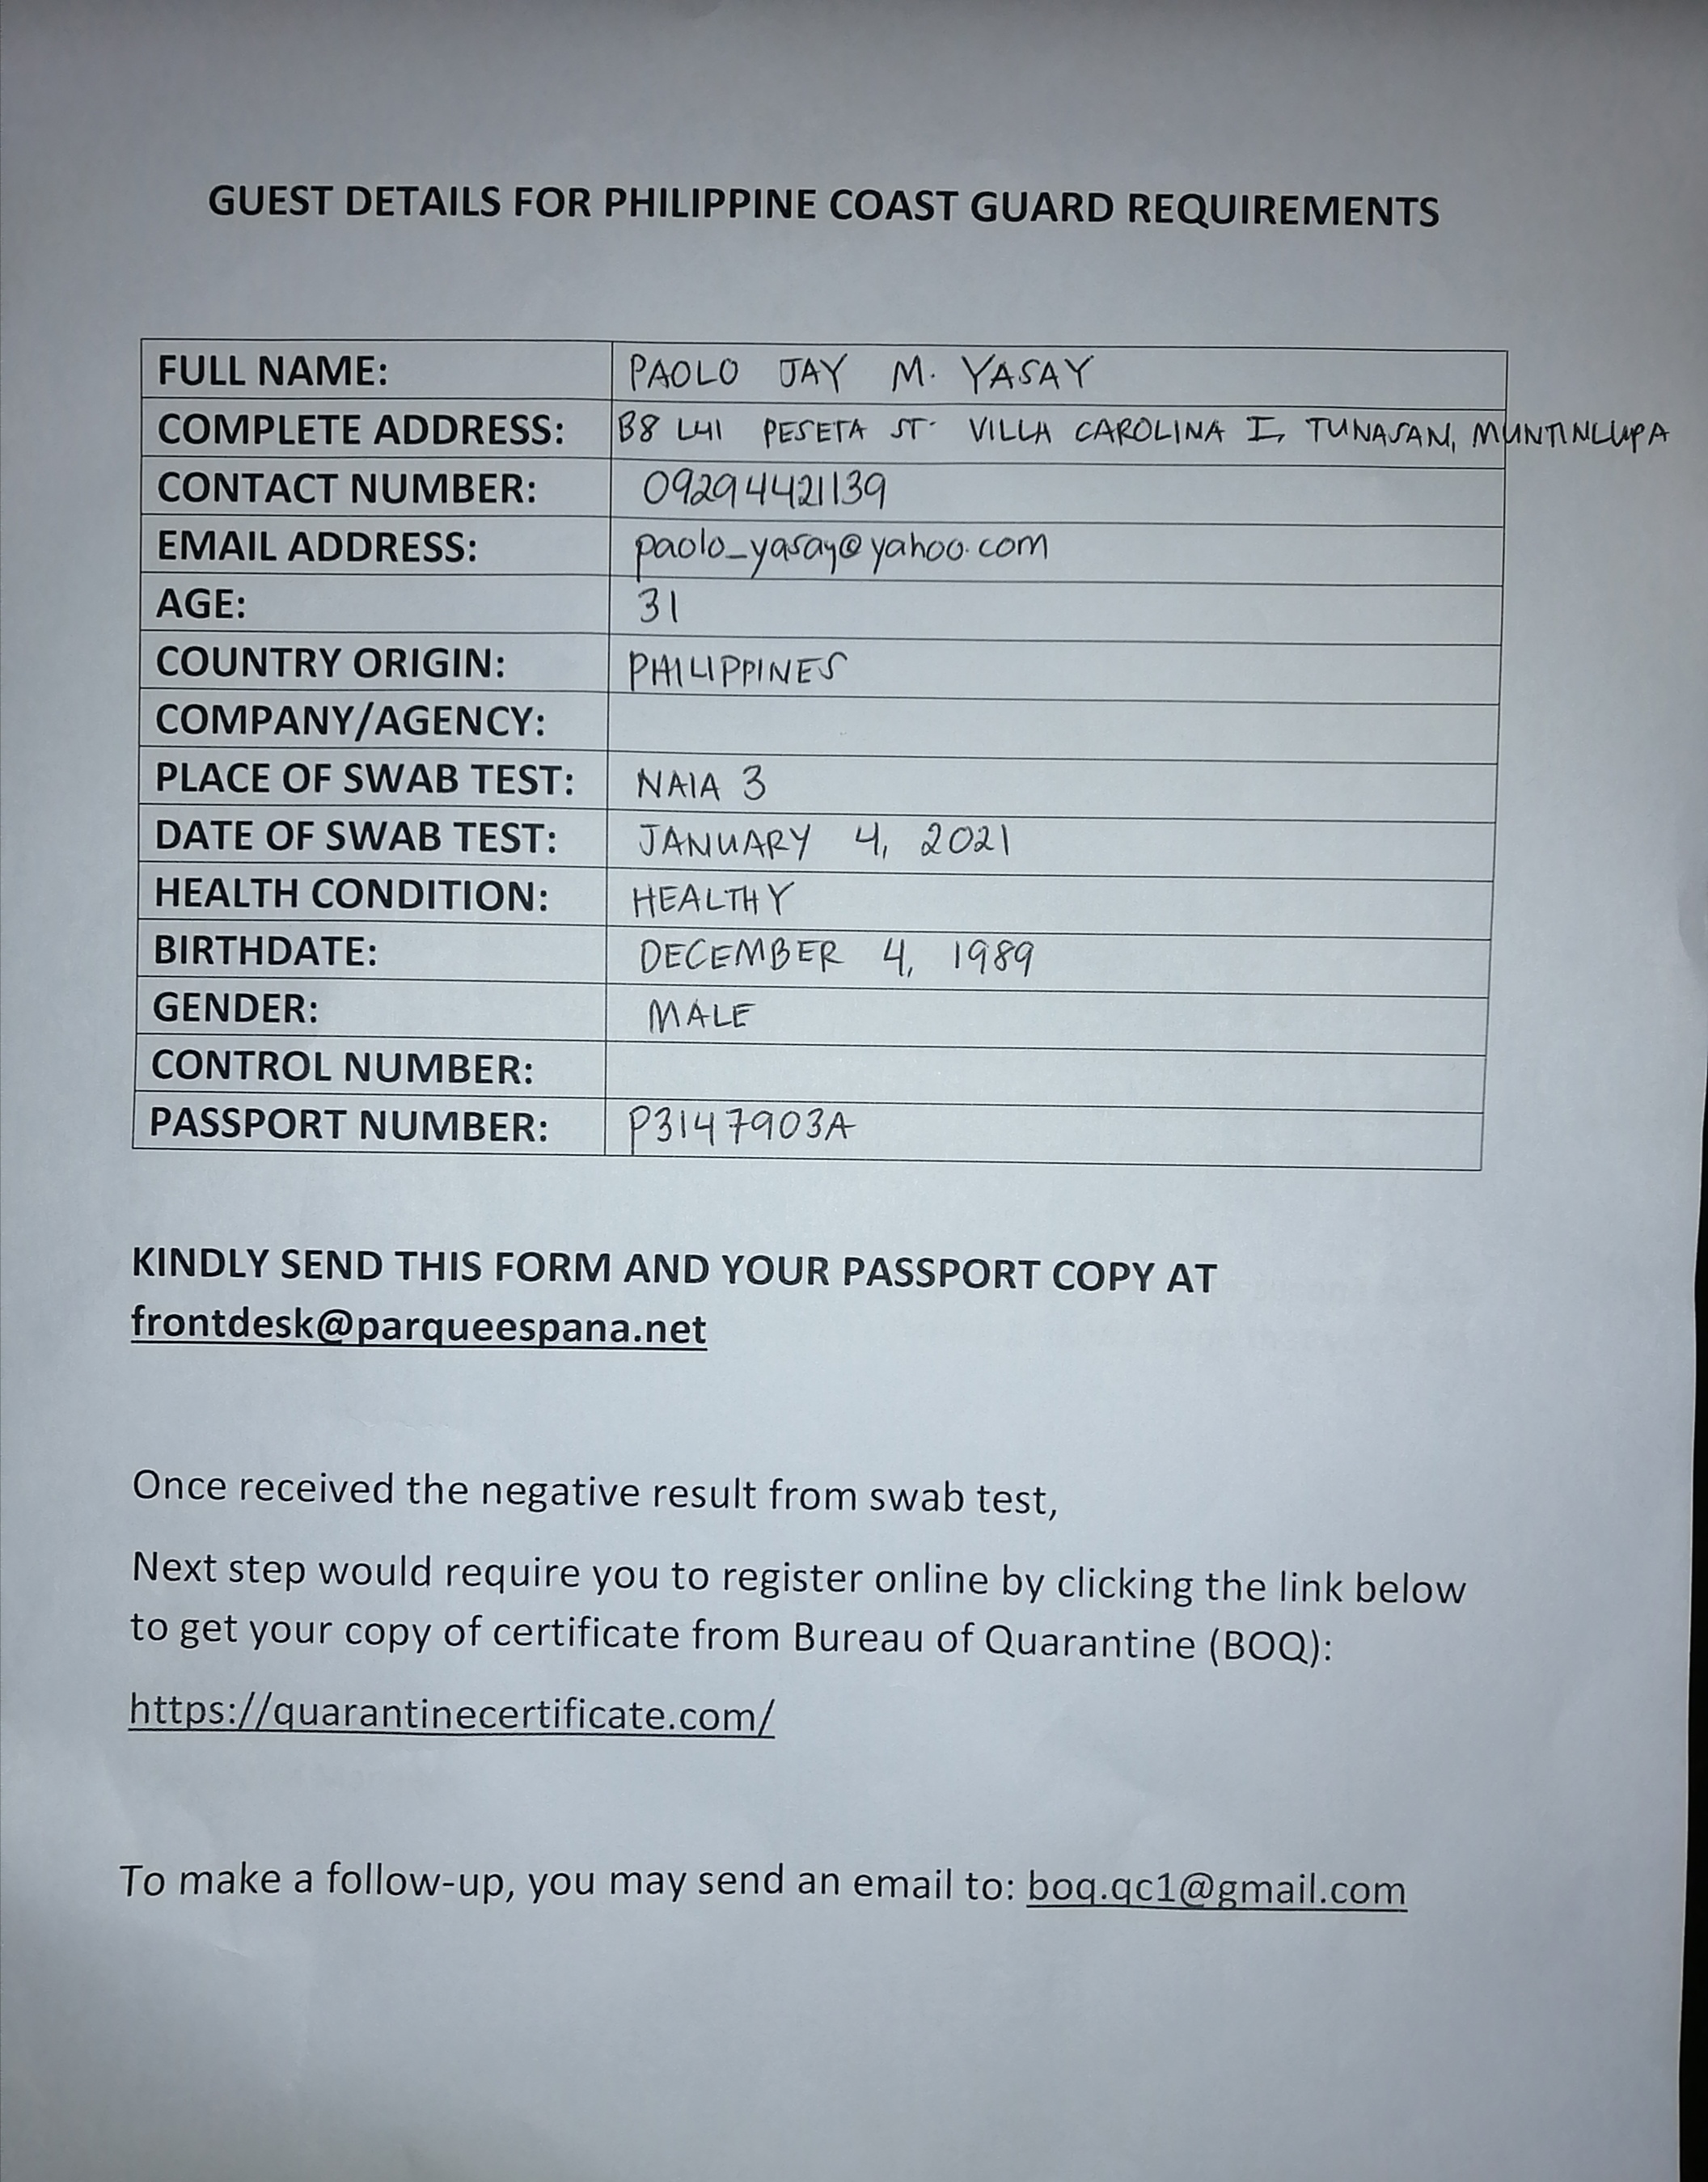 GUEST DETAILS FOR PHILIPPINE COAST GUARD REQUIREMENTS
FULL NAME: PAOLO JAY M. YASAY
COMPLETE ADDRESS: B8 L41 PESETA ST. VILLA CAROLINA I, TUNASAN, MUNTINLUPA
CONTACT NUMBER: 09294421139
EMAIL ADDRESS: paolo_yasay@yahoo.com
AGE: 31
COUNTRY ORIGIN: PHILIPPINES
COMPANY/AGENCY:
PLACE OF SWAB TEST: NAIA 3
DATE OF SWAB TEST: JANUARY 4, 2021
HEALTH CONDITION: HEALTHY
BIRTHDATE: DECEMBER 4, 1989
GENDER: MALE
CONTROL NUMBER:
PASSPORT NUMBER: P3147903A
KINDLY SEND THIS FORM AND YOUR PASSPORT COPY AT
frontdesk@parqueespana.net
Once received the negative result from swab test,
Next step would require you to register online by clicking the link below
to get your copy of certificate from Bureau of Quarantine (BOQ):
https://quarantinecertificate.com/
To make a follow-up, you may send an email to: boq.qc1@gmail.com